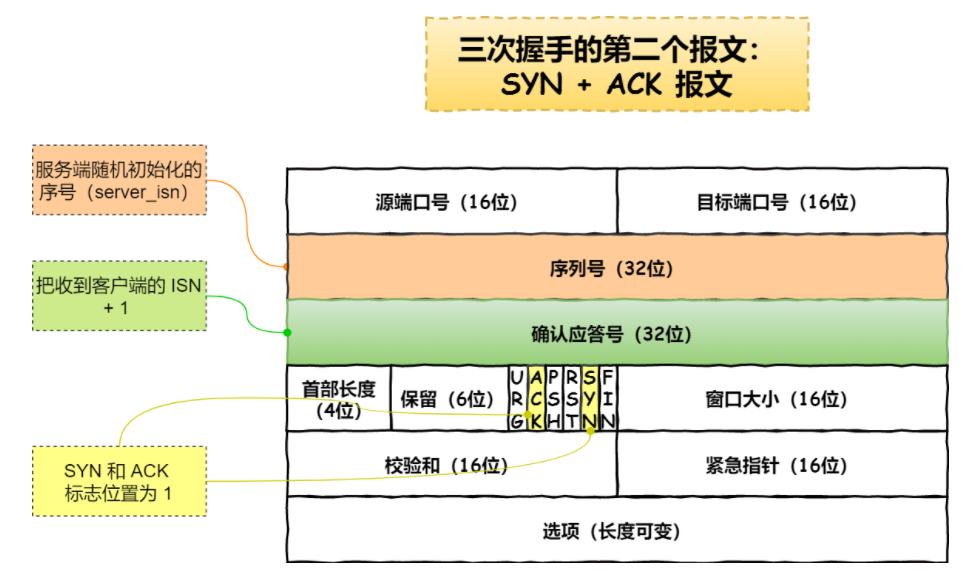 三次握手的第二个报文：
SYN + ACK 报文
服务端随机初始化的
序号（server_isn）
源端口号（16位）
目标端口号（16位）
序列号（32位）
把收到客户端的 ISN
+ 1
确认应答号（32位）
首部长度
（4位）
保留（6位）
URG
ACK
PSH
RST
SYN
FIN
窗口大小（16位）
SYN 和 ACK
标志位置为 1
校验和（16位）
紧急指针（16位）
选项（长度可变）